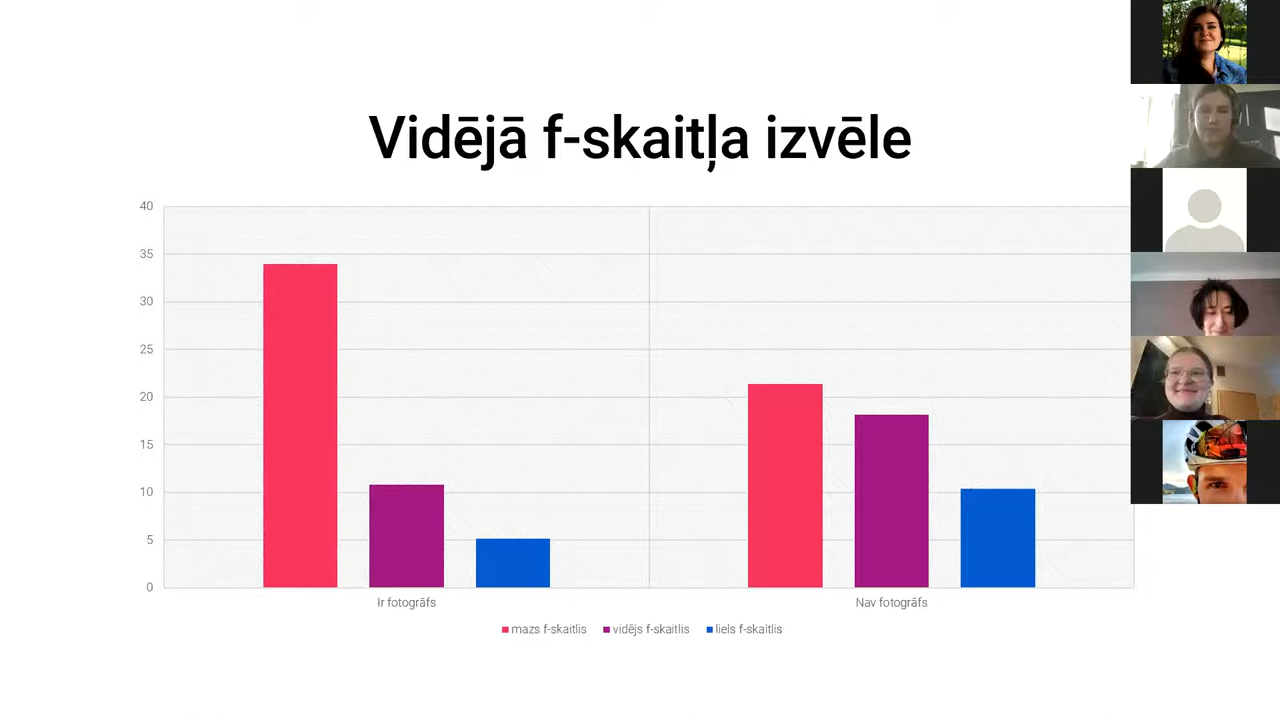 Vidējā f-skaitļa izvēle
40
35
30
25
20
15
10
5
0
Ir fotogrāfs
Nav fotogrāfs
mazs f-skaitlis vidējs f-skaitlis liels f-skaitlis